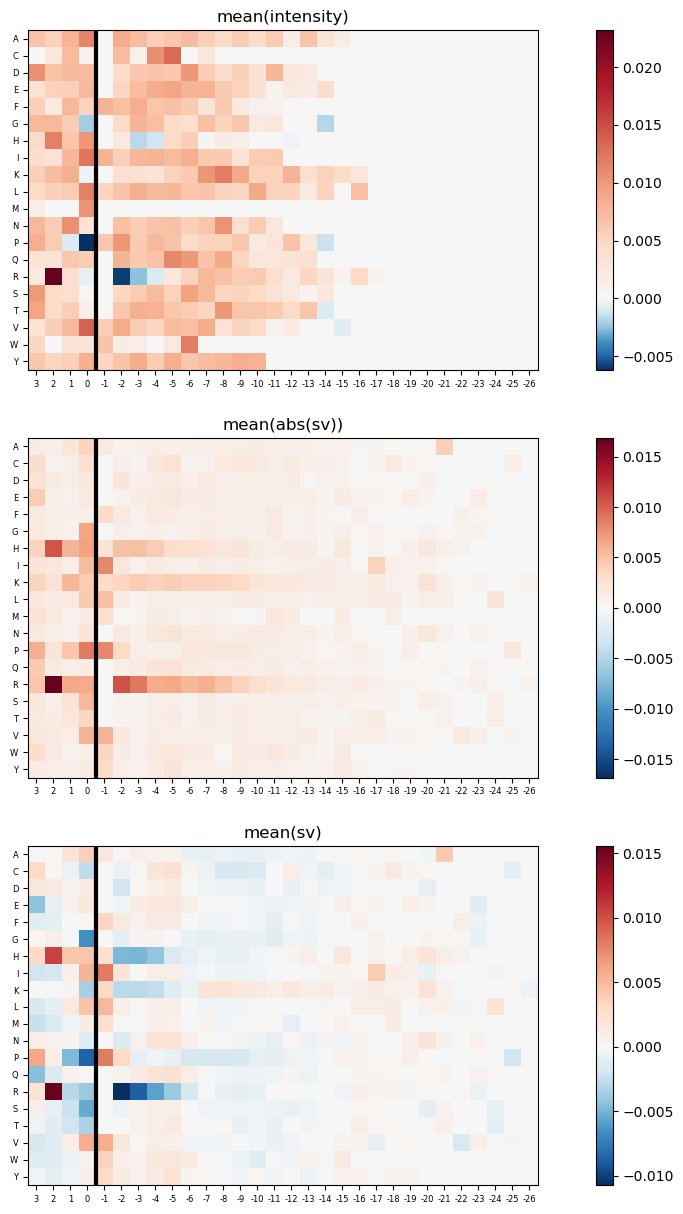 mean(intensity)
A
C
D
E
F
G
H
I
K
L
M
N
P
Q
R
S
T
V
W
Y
3 2 1 0 -1 -2 -3 -4 -5 -6 -7 -8 -9 -10 -11 -12 -13 -14 -15 -16 -17 -18 -19 -20 -21 -22 -23 -24 -25 -26
0.020
0.015
0.010
0.005
0.000
−0.005
mean(abs(sv))
A
C
D
E
F
G
H
I
K
L
M
N
P
Q
R
S
T
V
W
Y
3 2 1 0 -1 -2 -3 -4 -5 -6 -7 -8 -9 -10 -11 -12 -13 -14 -15 -16 -17 -18 -19 -20 -21 -22 -23 -24 -25 -26
0.015
0.010
0.005
0.000
−0.005
−0.010
−0.015
mean(sv)
A
C
D
E
F
G
H
I
K
L
M
N
P
Q
R
S
T
V
W
Y
3 2 1 0 -1 -2 -3 -4 -5 -6 -7 -8 -9 -10 -11 -12 -13 -14 -15 -16 -17 -18 -19 -20 -21 -22 -23 -24 -25 -26
0.015
0.010
0.005
0.000
−0.005
−0.010